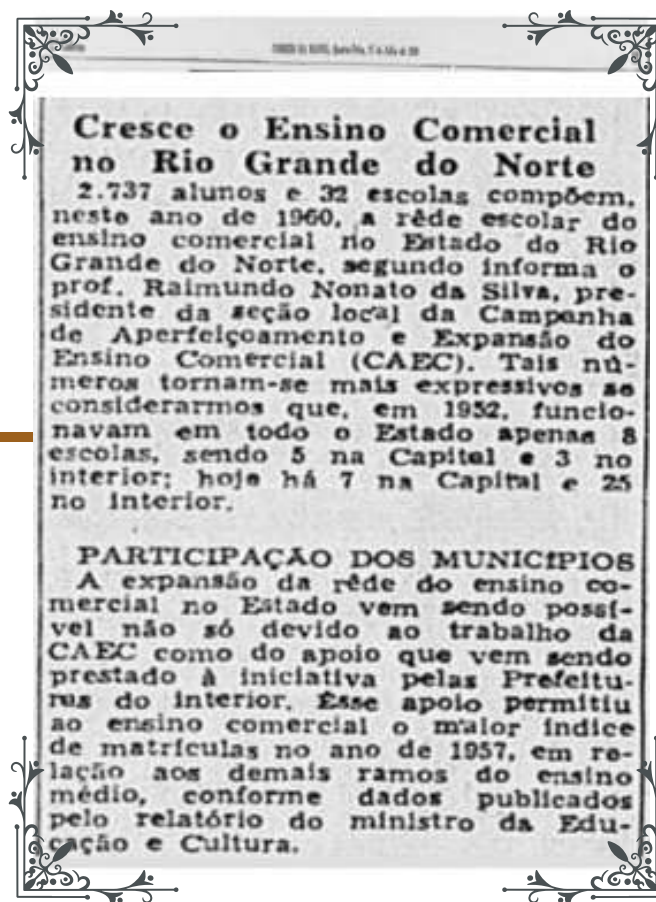 Cresce o Ensino Comercial
no Rio Grande do Norte
2.737 alunos e 32 escolas compõem,
neste ano de 1960, a rêde escolar do
ensino comercial no Estado do Rio
Grande do Norte, segundo informa o
prof. Raimundo Nonato da Silva, pre-
sidente da seção local da Campanha
de Aperfeiçoamento e Expansão do
Ensino Comercial (CAEC). Tais nú-
meros tornam-se mais expressivos se
considerarmos que, em 1952, funcio-
navam em todo o Estado apenas 8
escolas, sendo 5 na Capital e 3 no
interior; hoje há 7 na Capital e 25
no interior.
PARTICIPAÇÃO DOS MUNICÍPIOS
A expansão da rêde do ensino co-
mercial no Estado vem sendo possí-
vel não só devido ao trabalho da
CAEC como do apoio que vem sendo
prestado à iniciativa pelas Prefeitu-
ras do interior. Êsse apoio permitiu
ao ensino comercial o maior índice
de matrículas no ano de 1957, em re-
lação aos demais ramos do ensino
médio, conforme dados publicados
pelo relatório do ministro da Edu-
cação e Cultura.